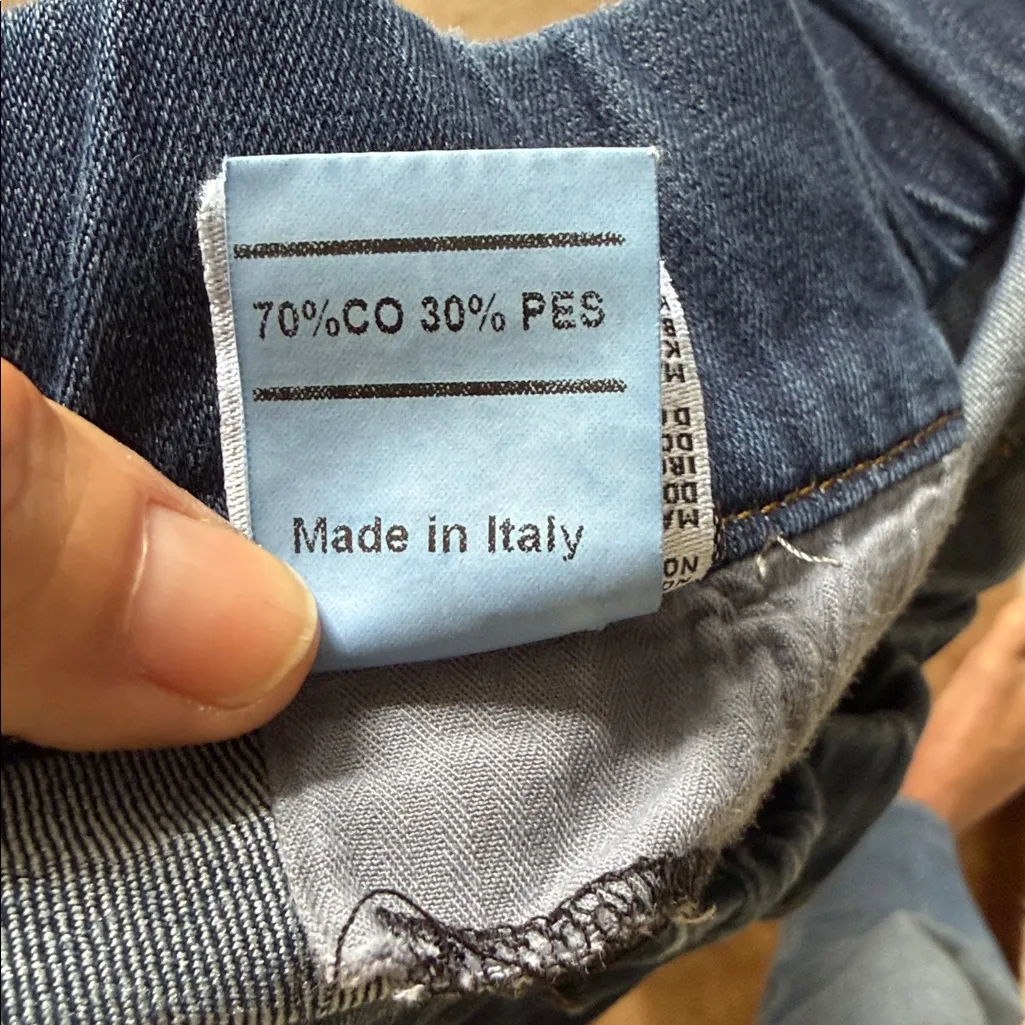 70%CO 30% PES
Made in Italy